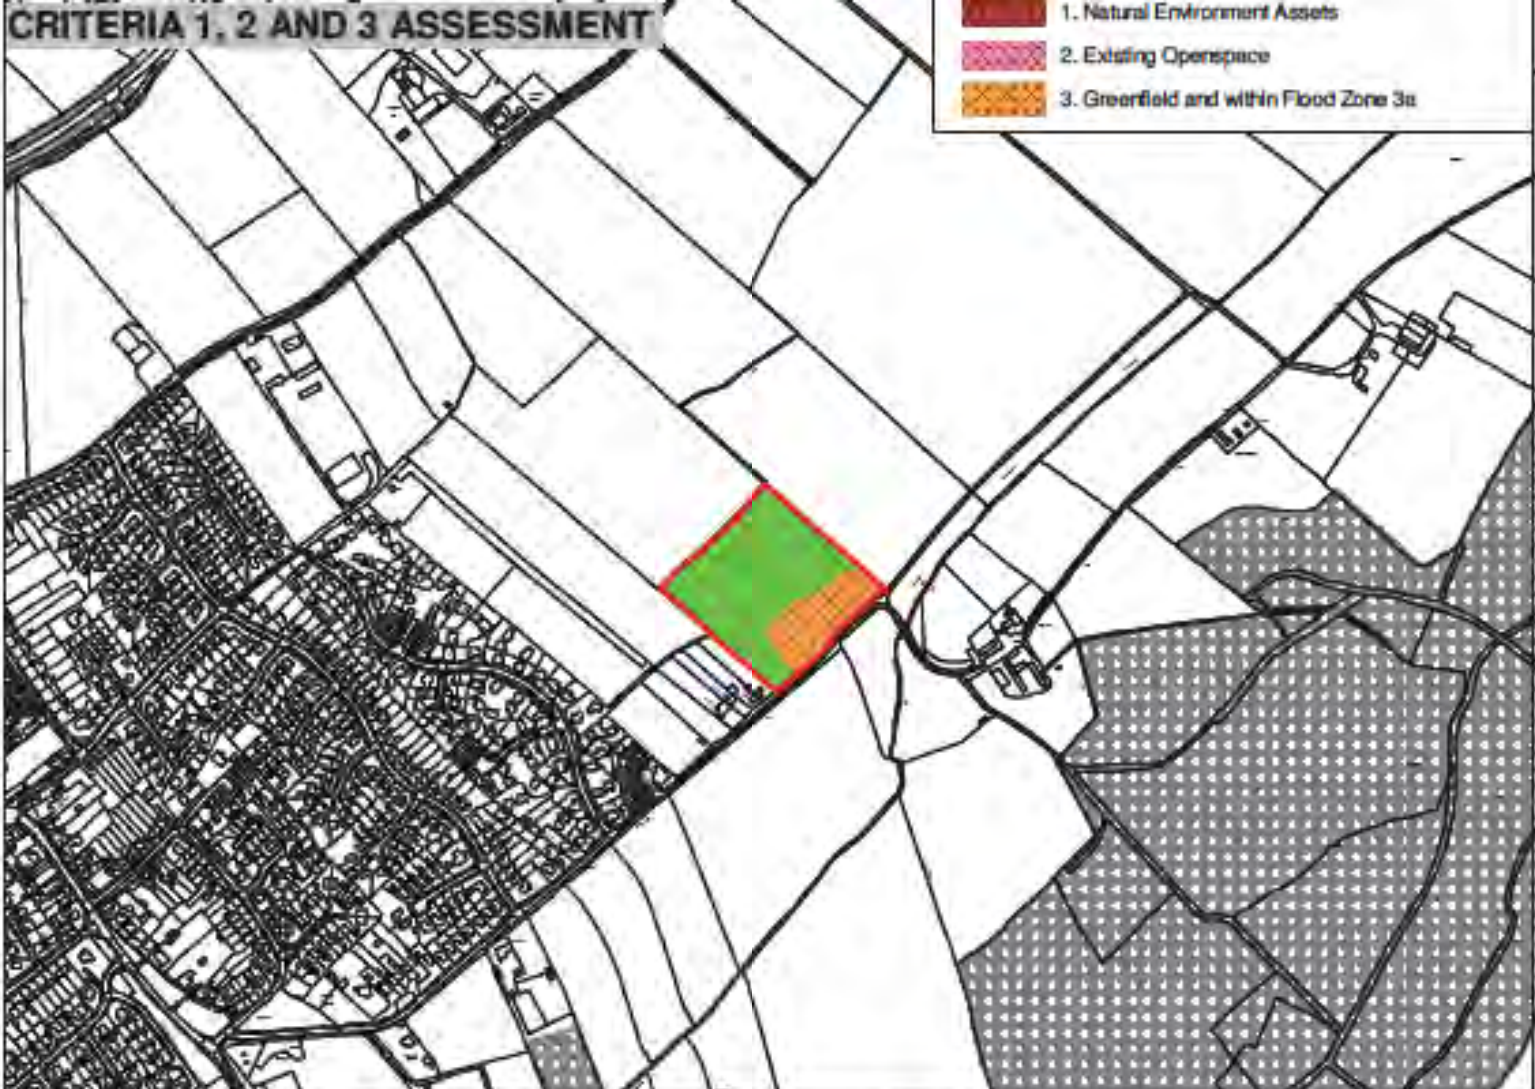 CRITERIA 1, 2 AND 3 ASSESSMENT
1. Natural Environment Assets
2. Existing Openspace
3. Greenfield and within Flood Zone 3a